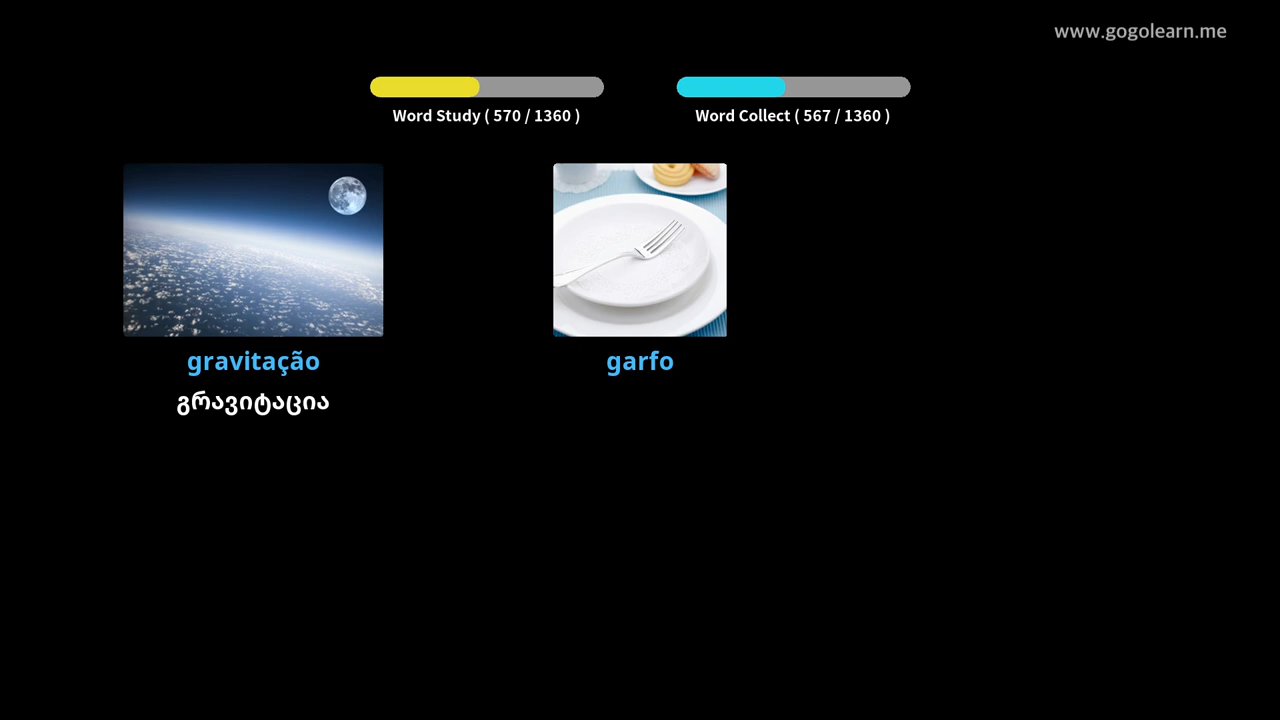 www.gogolearn.me
Word Study ( 570 / 1360 )
Word Collect ( 567 / 1360 )
gravitação
garfo
გრავიტაცია